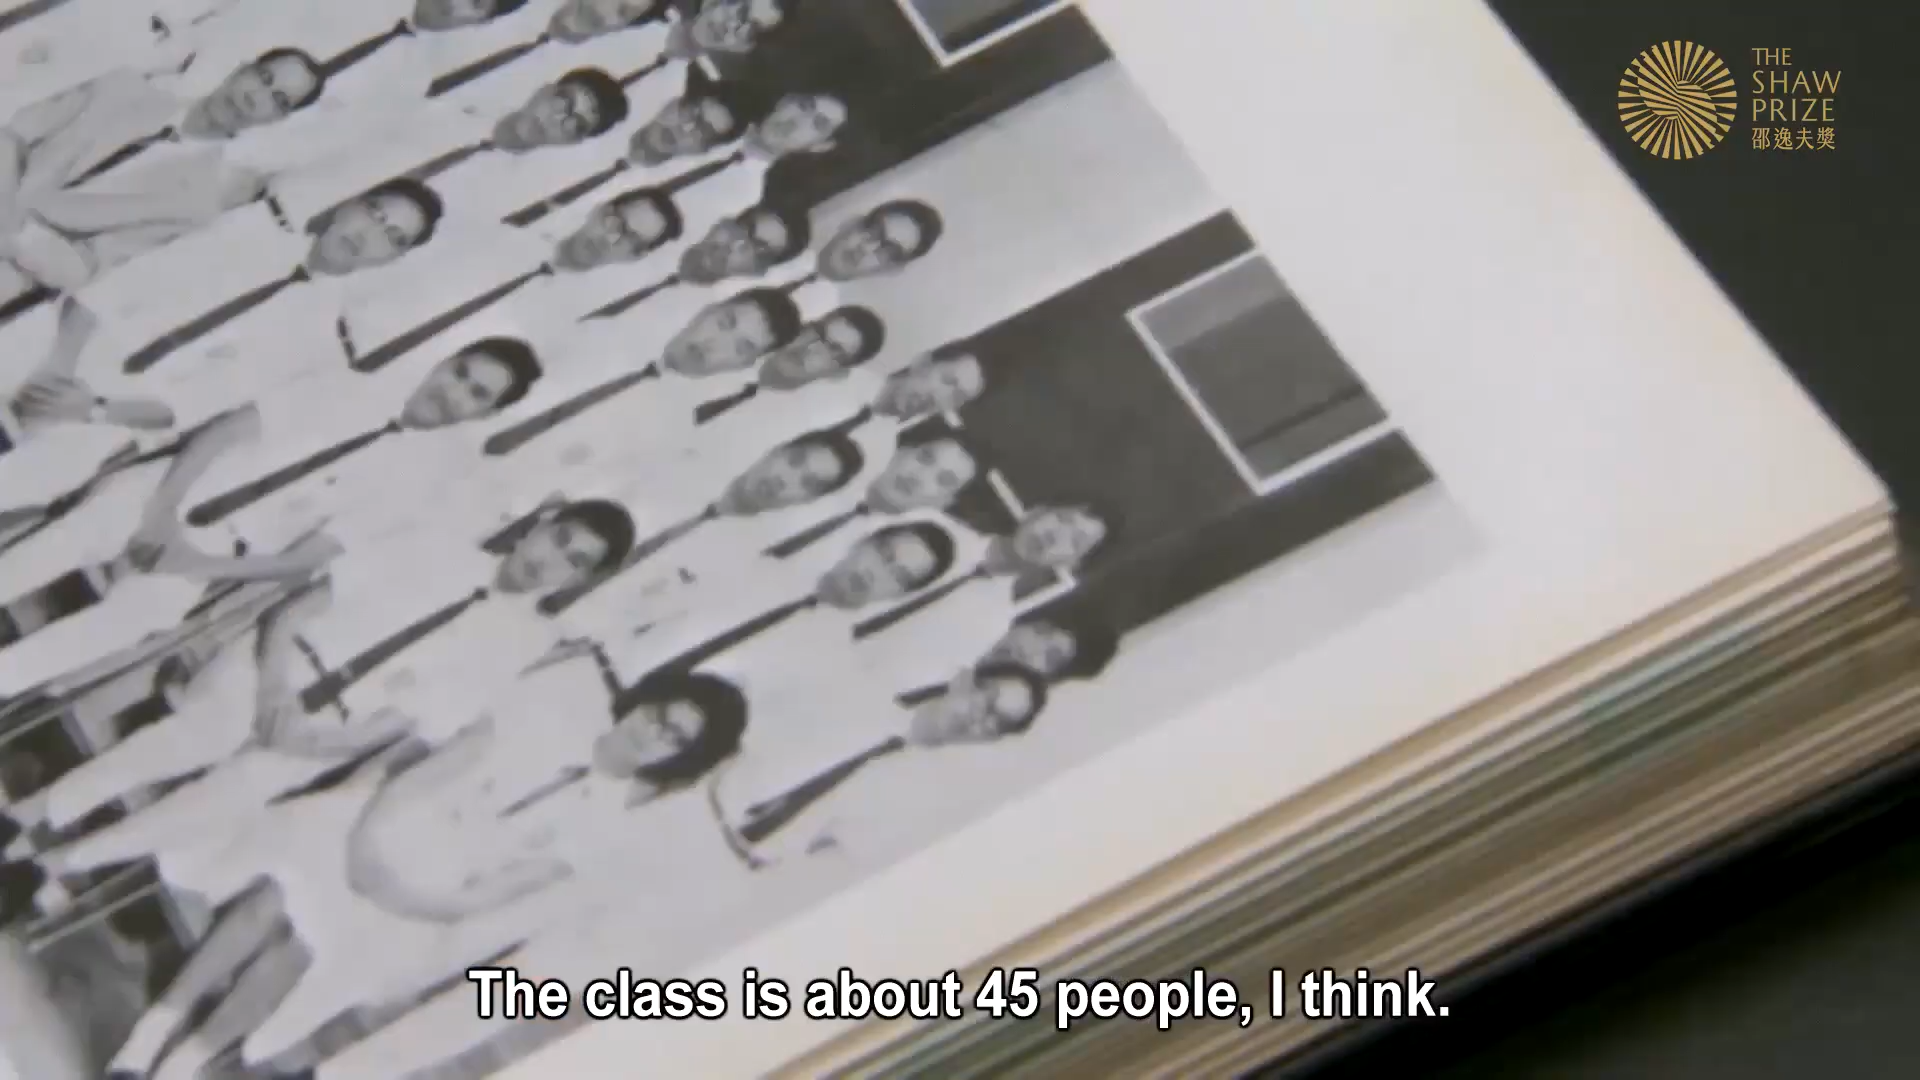 THE
SHAW
PRIZE
邵逸夫獎
The class is about 45 people, I think.